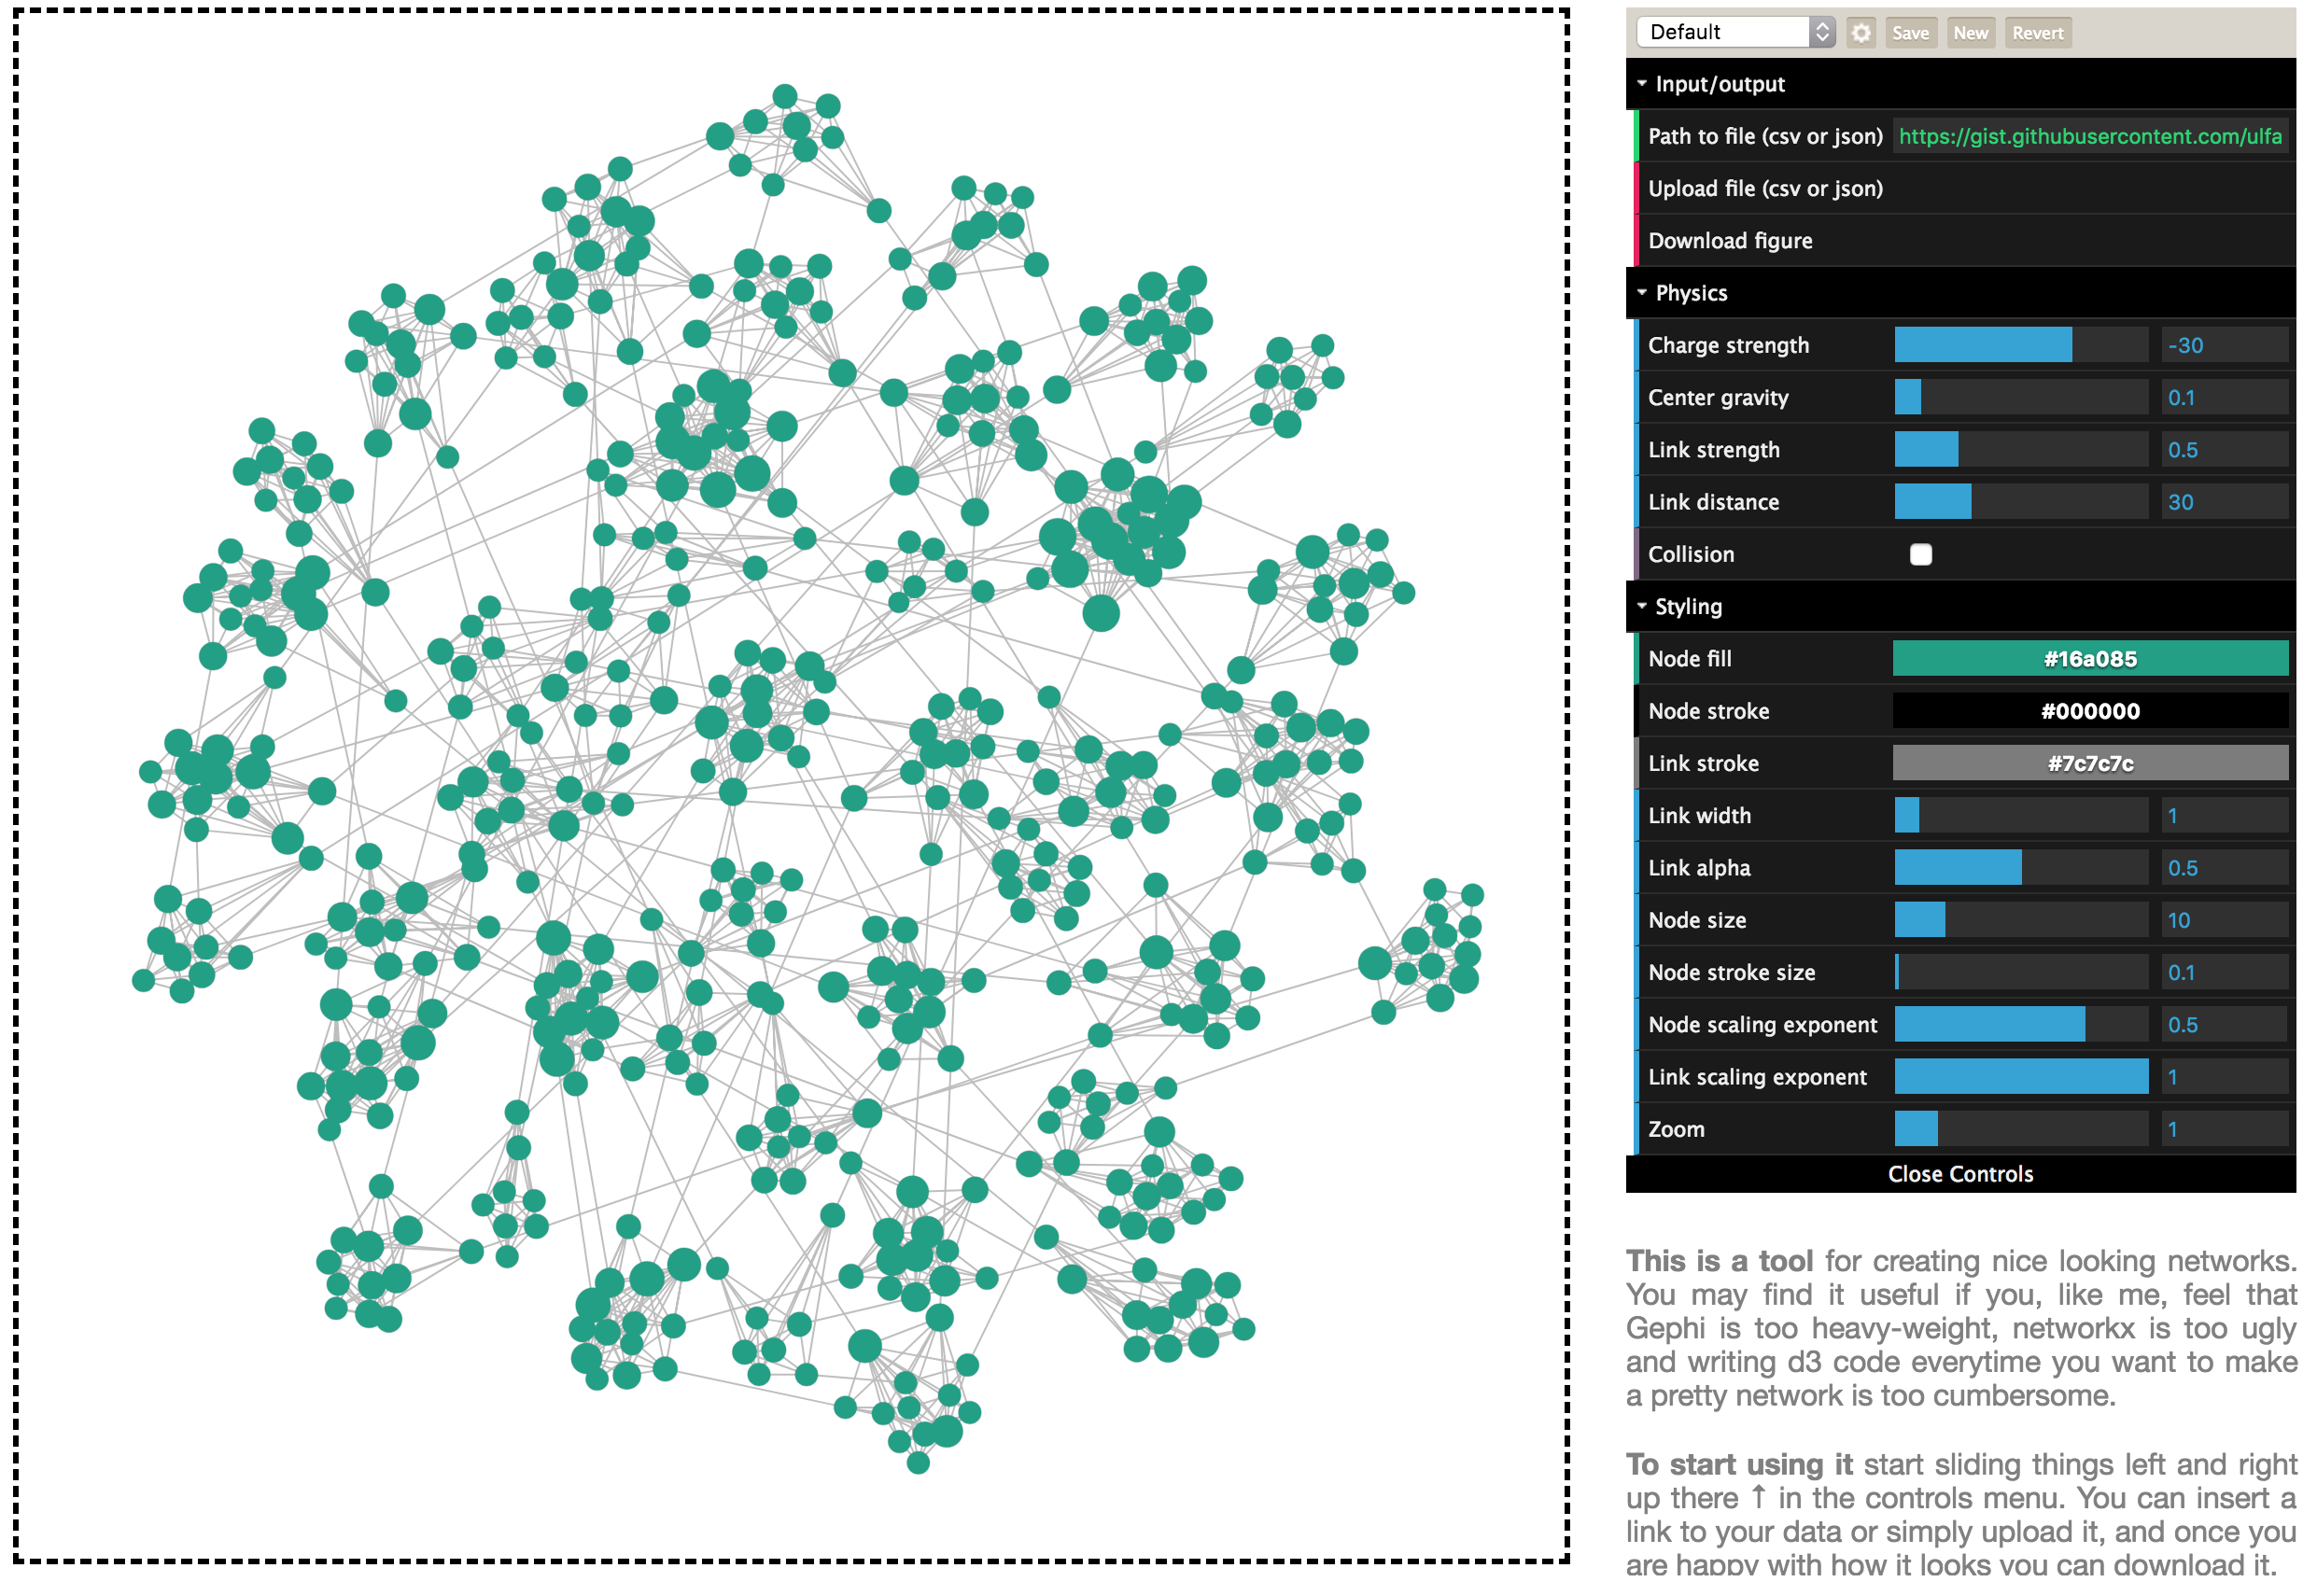 Default Save New Revert
Input/output
Path to file (csv or json) https://gist.githubusercontent.com/ulfa
Upload file (csv or json)
Download figure
Physics
Charge strength -30
Center gravity 0.1
Link strength 0.5
Link distance 30
Collision
Styling
Node fill #16a085
Node stroke #000000
Link stroke #7c7c7c
Link width 1
Link alpha 0.5
Node size 10
Node stroke size 0.1
Node scaling exponent 0.5
Link scaling exponent 1
Zoom 1
Close Controls
This is a tool for creating nice looking networks.
You may find it useful if you, like me, feel that
Gephi is too heavy-weight, networkx is too ugly
and writing d3 code everytime you want to make
a pretty network is too cumbersome.
To start using it start sliding things left and right
up there ↑ in the controls menu. You can insert a
link to your data or simply upload it, and once you
are happy with how it looks you can download it.